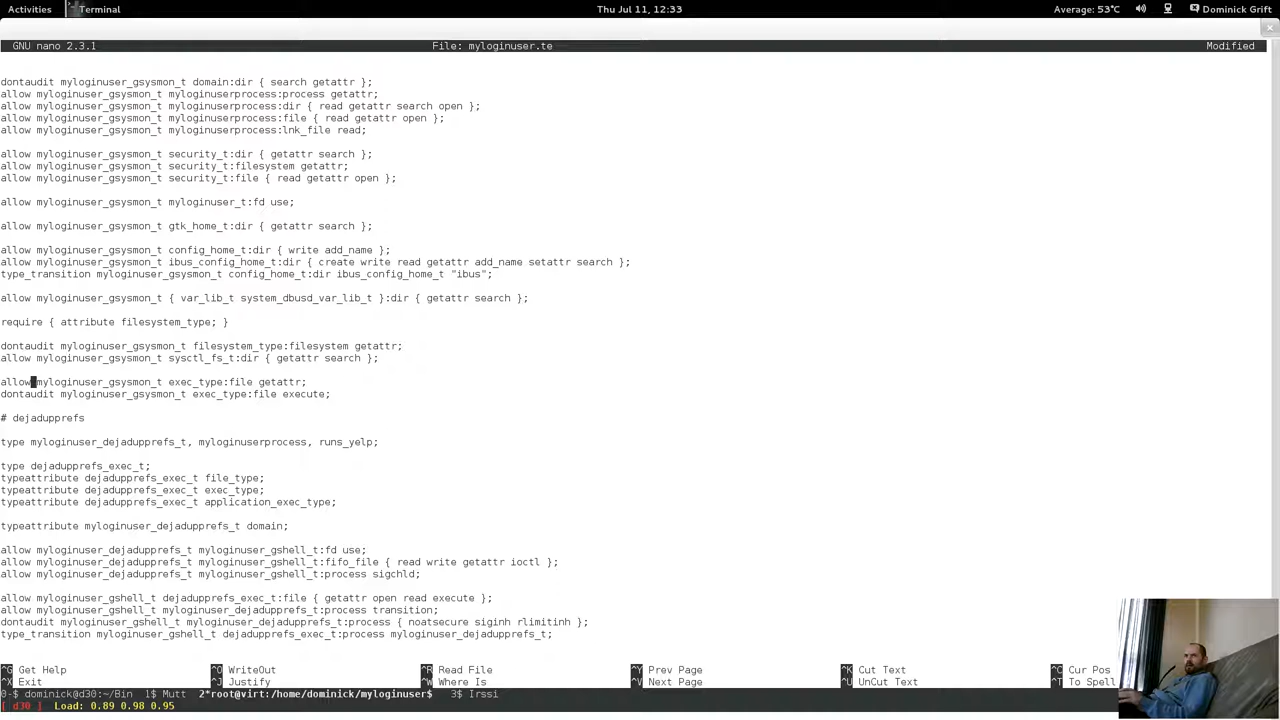 Activities Terminal Thu Jul 11, 12:33 Average: 53°C Dominick Grift
GNU nano 2.3.1 File: myloginuser.te Modified
dontaudit myloginuser_gsysmon_t domain:dir { search getattr };
allow myloginuser_gsysmon_t myloginuserprocess:process getattr;
allow myloginuser_gsysmon_t myloginuserprocess:dir { read getattr search open };
allow myloginuser_gsysmon_t myloginuserprocess:file { read getattr open };
allow myloginuser_gsysmon_t myloginuserprocess:lnk_file read;
allow myloginuser_gsysmon_t security_t:dir { getattr search };
allow myloginuser_gsysmon_t security_t:filesystem getattr;
allow myloginuser_gsysmon_t security_t:file { read getattr open };
allow myloginuser_gsysmon_t myloginuser_t:fd use;
allow myloginuser_gsysmon_t gtk_home_t:dir { getattr search };
allow myloginuser_gsysmon_t config_home_t:dir { write add_name };
allow myloginuser_gsysmon_t ibus_config_home_t:dir { create write read getattr add_name setattr search };
type_transition myloginuser_gsysmon_t config_home_t:dir ibus_config_home_t "ibus";
allow myloginuser_gsysmon_t { var_lib_t system_dbusd_var_lib_t }:dir { getattr search };
require { attribute filesystem_type; }
dontaudit myloginuser_gsysmon_t filesystem_type:filesystem getattr;
allow myloginuser_gsysmon_t sysctl_fs_t:dir { getattr search };
allow myloginuser_gsysmon_t exec_type:file getattr;
dontaudit myloginuser_gsysmon_t exec_type:file execute;
# dejadupprefs
type myloginuser_dejadupprefs_t, myloginuserprocess, runs_yelp;
type dejadupprefs_exec_t;
typeattribute dejadupprefs_exec_t file_type;
typeattribute dejadupprefs_exec_t exec_type;
typeattribute dejadupprefs_exec_t application_exec_type;
typeattribute myloginuser_dejadupprefs_t domain;
allow myloginuser_dejadupprefs_t myloginuser_gshell_t:fd use;
allow myloginuser_dejadupprefs_t myloginuser_gshell_t:fifo_file { read write getattr ioctl };
allow myloginuser_dejadupprefs_t myloginuser_gshell_t:process sigchld;
allow myloginuser_gshell_t dejadupprefs_exec_t:file { getattr open read execute };
allow myloginuser_gshell_t myloginuser_dejadupprefs_t:process transition;
dontaudit myloginuser_gshell_t myloginuser_dejadupprefs_t:process { noatsecure siginh rlimitinh };
type_transition myloginuser_gshell_t dejadupprefs_exec_t:process myloginuser_dejadupprefs_t;
^G Get Help ^O WriteOut ^R Read File ^Y Prev Page ^K Cut Text ^C Cur Pos
^X Exit ^J Justify ^W Where Is ^V Next Page ^U UnCut Text ^T To Spell
0-$ dominick@d30:~/Bin 1$ Mutt 2*root@virt:/home/dominick/myloginuser$ 3$ Irssi
[ d30 ] Load: 0.89 0.98 0.95